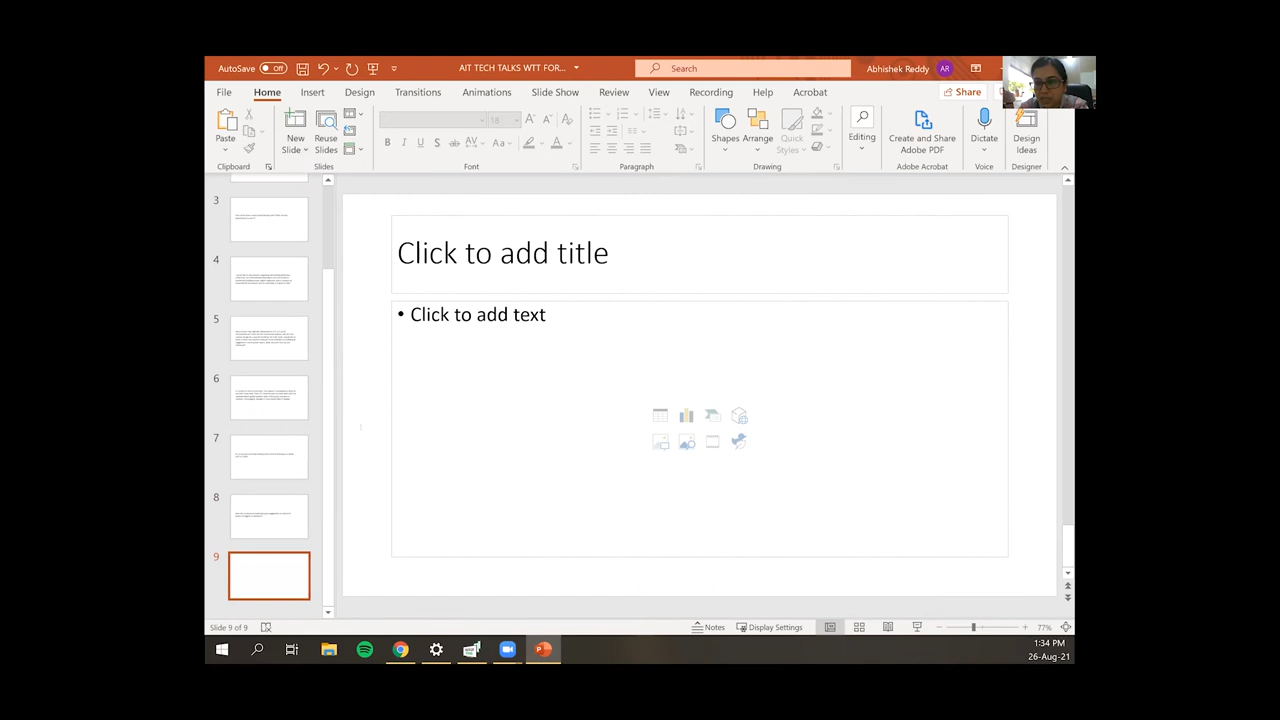 AutoSave Off AIT TECH TALKS WTT FOR... Search Abhishek Reddy AR
File Home Insert Design Transitions Animations Slide Show Review View Recording Help Acrobat Share
18
Paste New Slide Reuse Slides B I U S ab AV Aa A Shapes Arrange Quick Styles Editing Create and Share Adobe PDF Dictate Design Ideas
Clipboard Slides Font Paragraph Drawing Adobe Acrobat Voice Designer
3
4
5
6
7
8
9
Click to add title
• Click to add text
Slide 9 of 9 Notes Display Settings 77%
1:34 PM
26-Aug-21